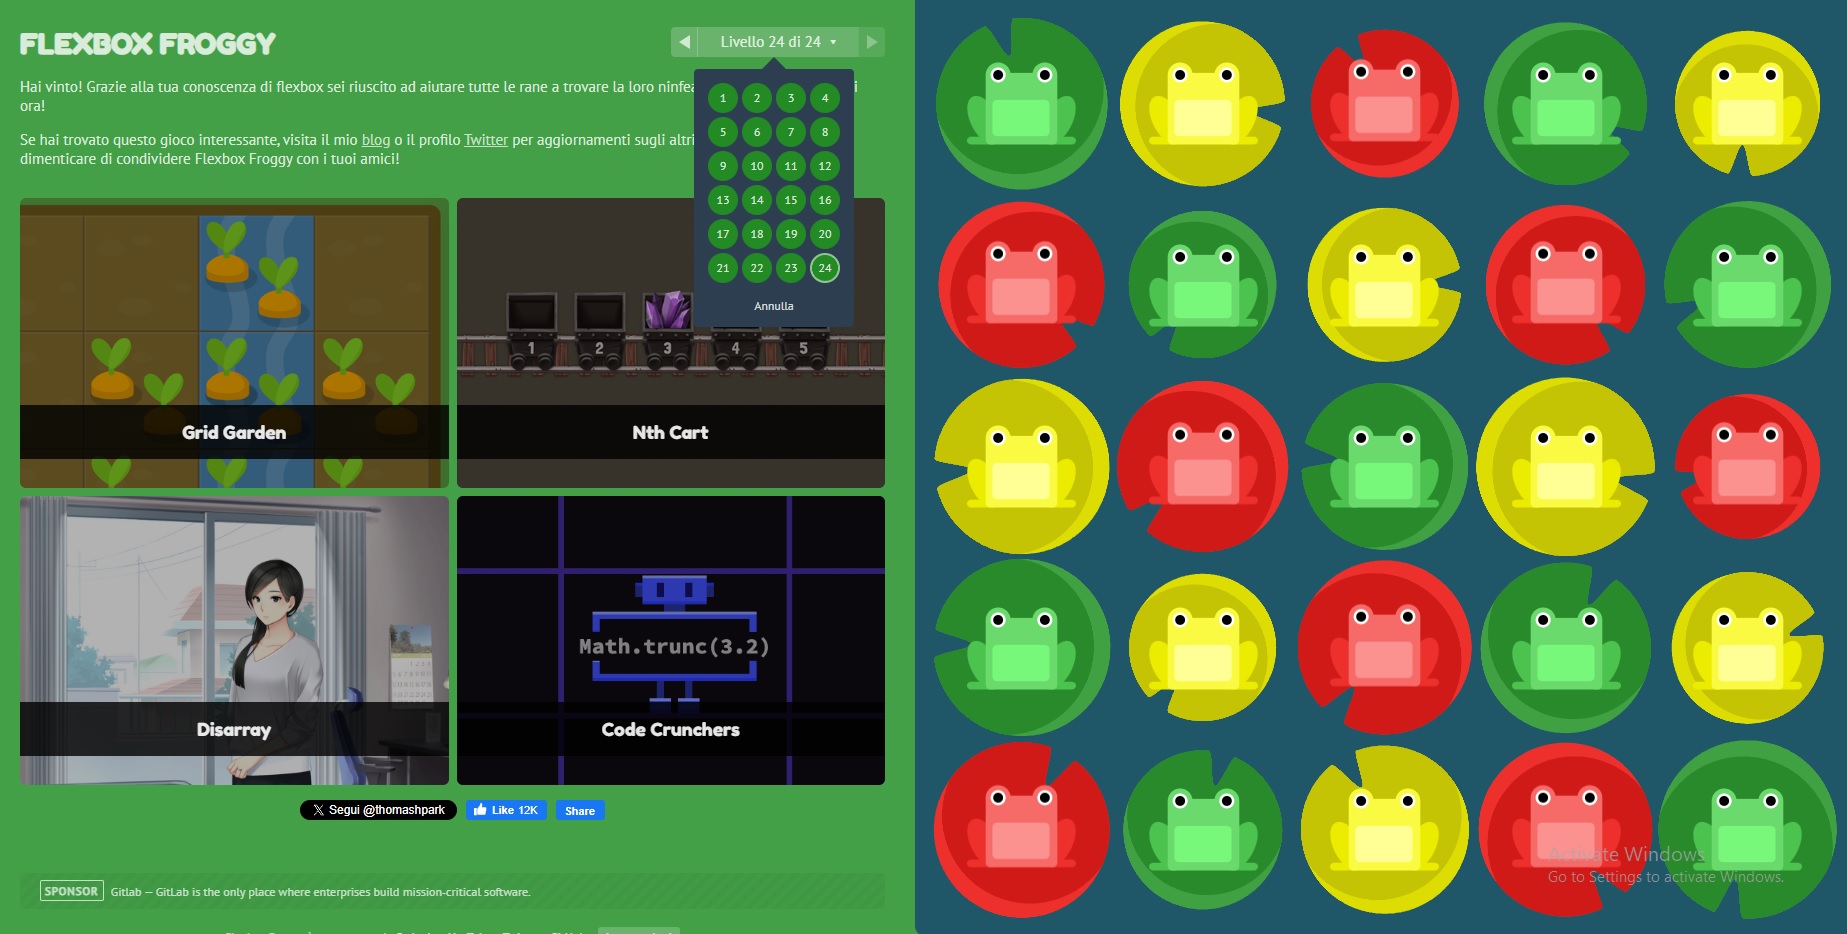 FLEXBOX FROGGY
Livello 24 di 24
Hai vinto! Grazie alla tua conoscenza di flexbox sei riuscito ad aiutare tutte le rane a trovare la loro
ora!
Se hai trovato questo gioco interessante, visita il mio blog o il profilo Twitter per aggiornamenti sugli
dimenticare di condividere Flexbox Froggy con i tuoi amici!
1 2 3 4
5 6 7 8
9 10 11 12
13 14 15 16
17 18 19 20
21 22 23 24
Annulla
1 2 3 4 5
Grid Garden
Nth Cart
Math.trunc(3.2)
Disarray
Code Crunchers
Segui @thomashpark
Like 12K
Share
SPONSOR Gitlab – GitLab is the only place where enterprises build mission-critical software.
Activate Windows
Go to Settings to activate Windows.